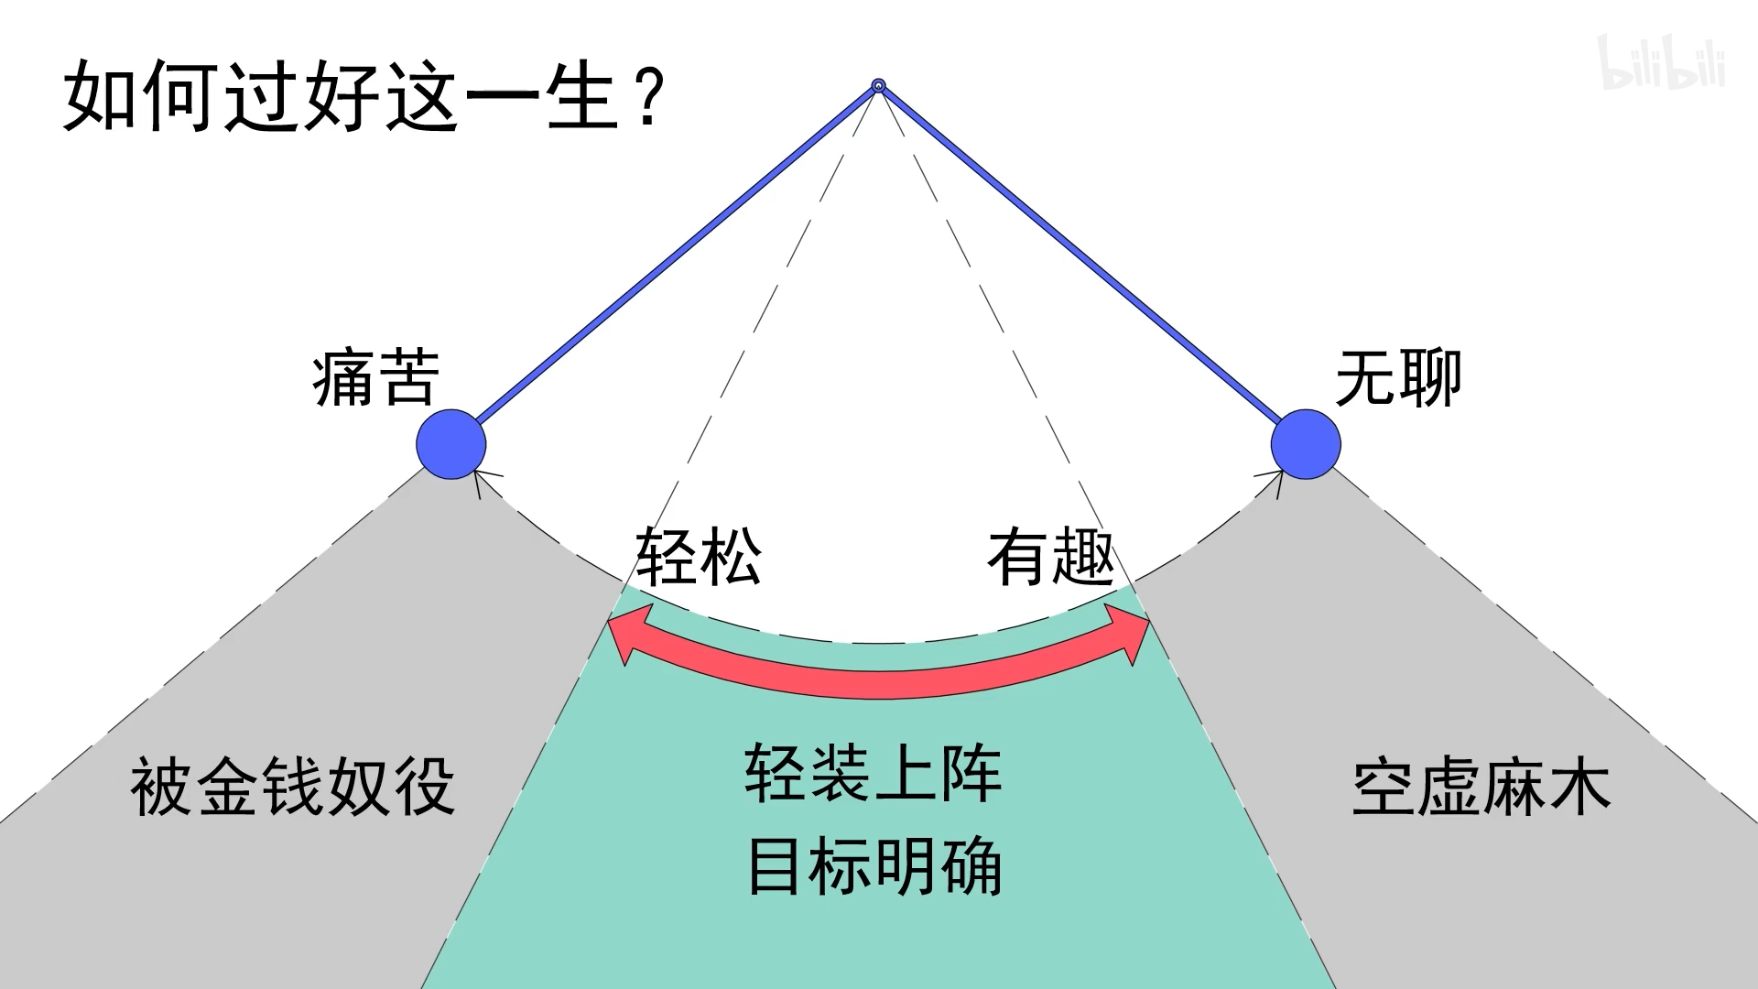 如何过好这一生？
bilibili
痛苦
无聊
轻松
有趣
被金钱奴役
轻装上阵
目标明确
空虚麻木